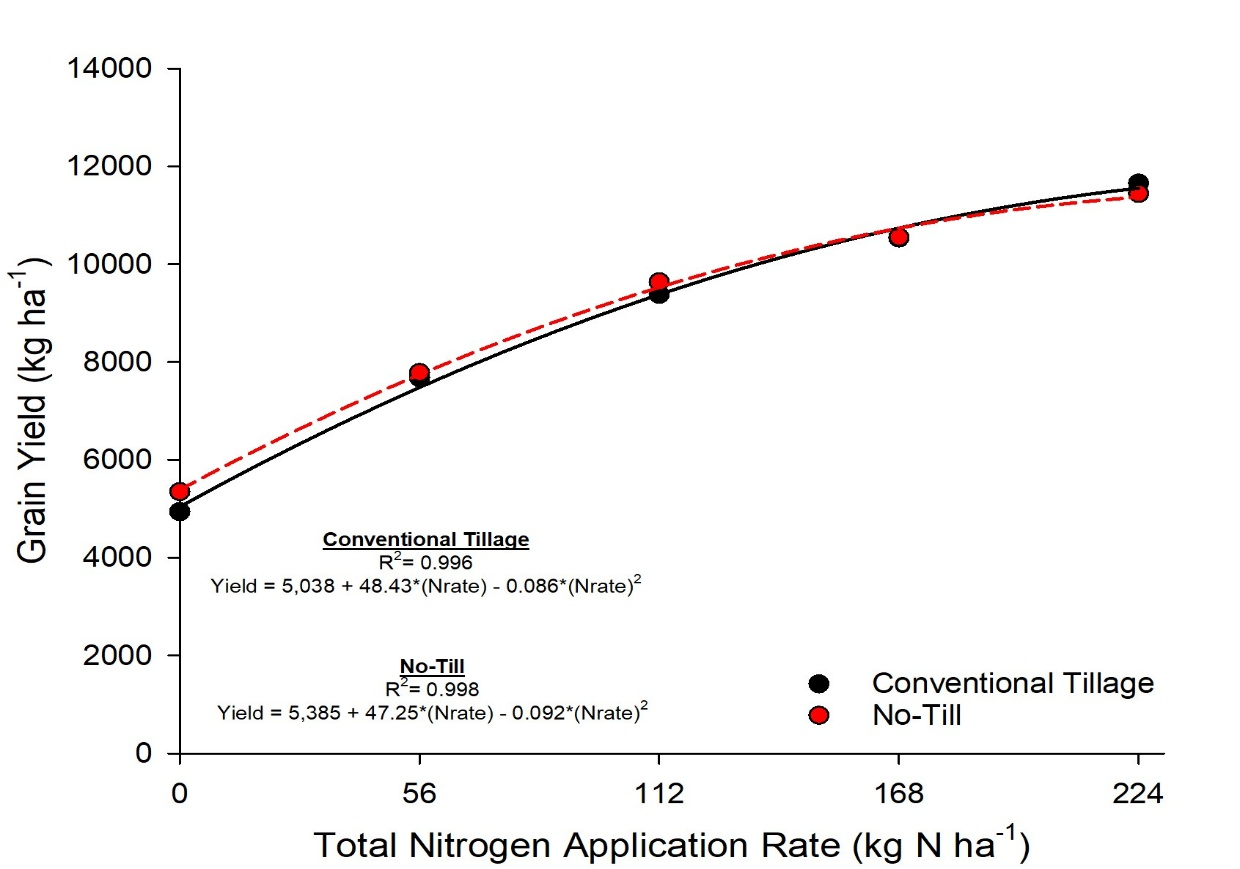 14000
12000
10000
8000
6000
4000
2000
0
Grain Yield (kg ha⁻¹)
Conventional Tillage
R²= 0.996
Yield = 5,038 + 48.43*(Nrate) - 0.086*(Nrate)²
No-Till
R²= 0.998
Yield = 5,385 + 47.25*(Nrate) - 0.092*(Nrate)²
Conventional Tillage
No-Till
0 56 112 168 224
Total Nitrogen Application Rate (kg N ha⁻¹)